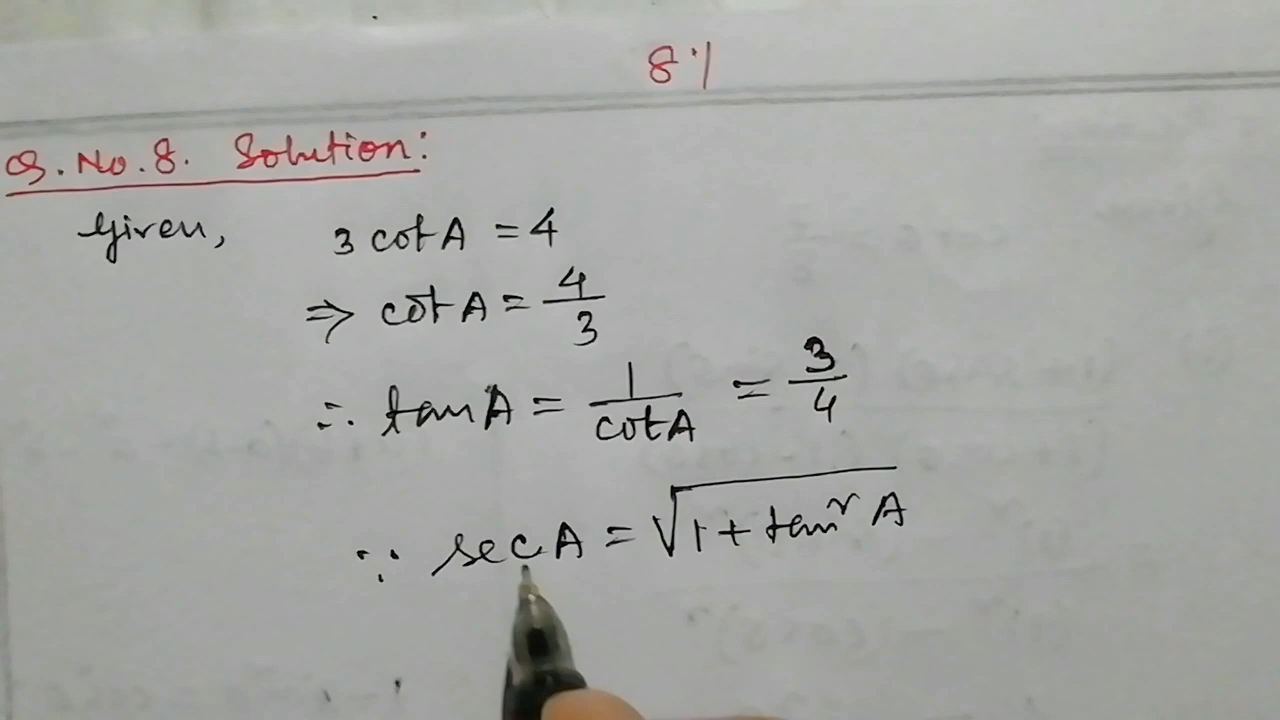 8·/
Q.No.8. Solution:
Given, 3 cot A = 4
⇒ cot A = 4/3
∴ tan A = 1/cot A = 3/4
∵ sec A = √(1 + tan² A)